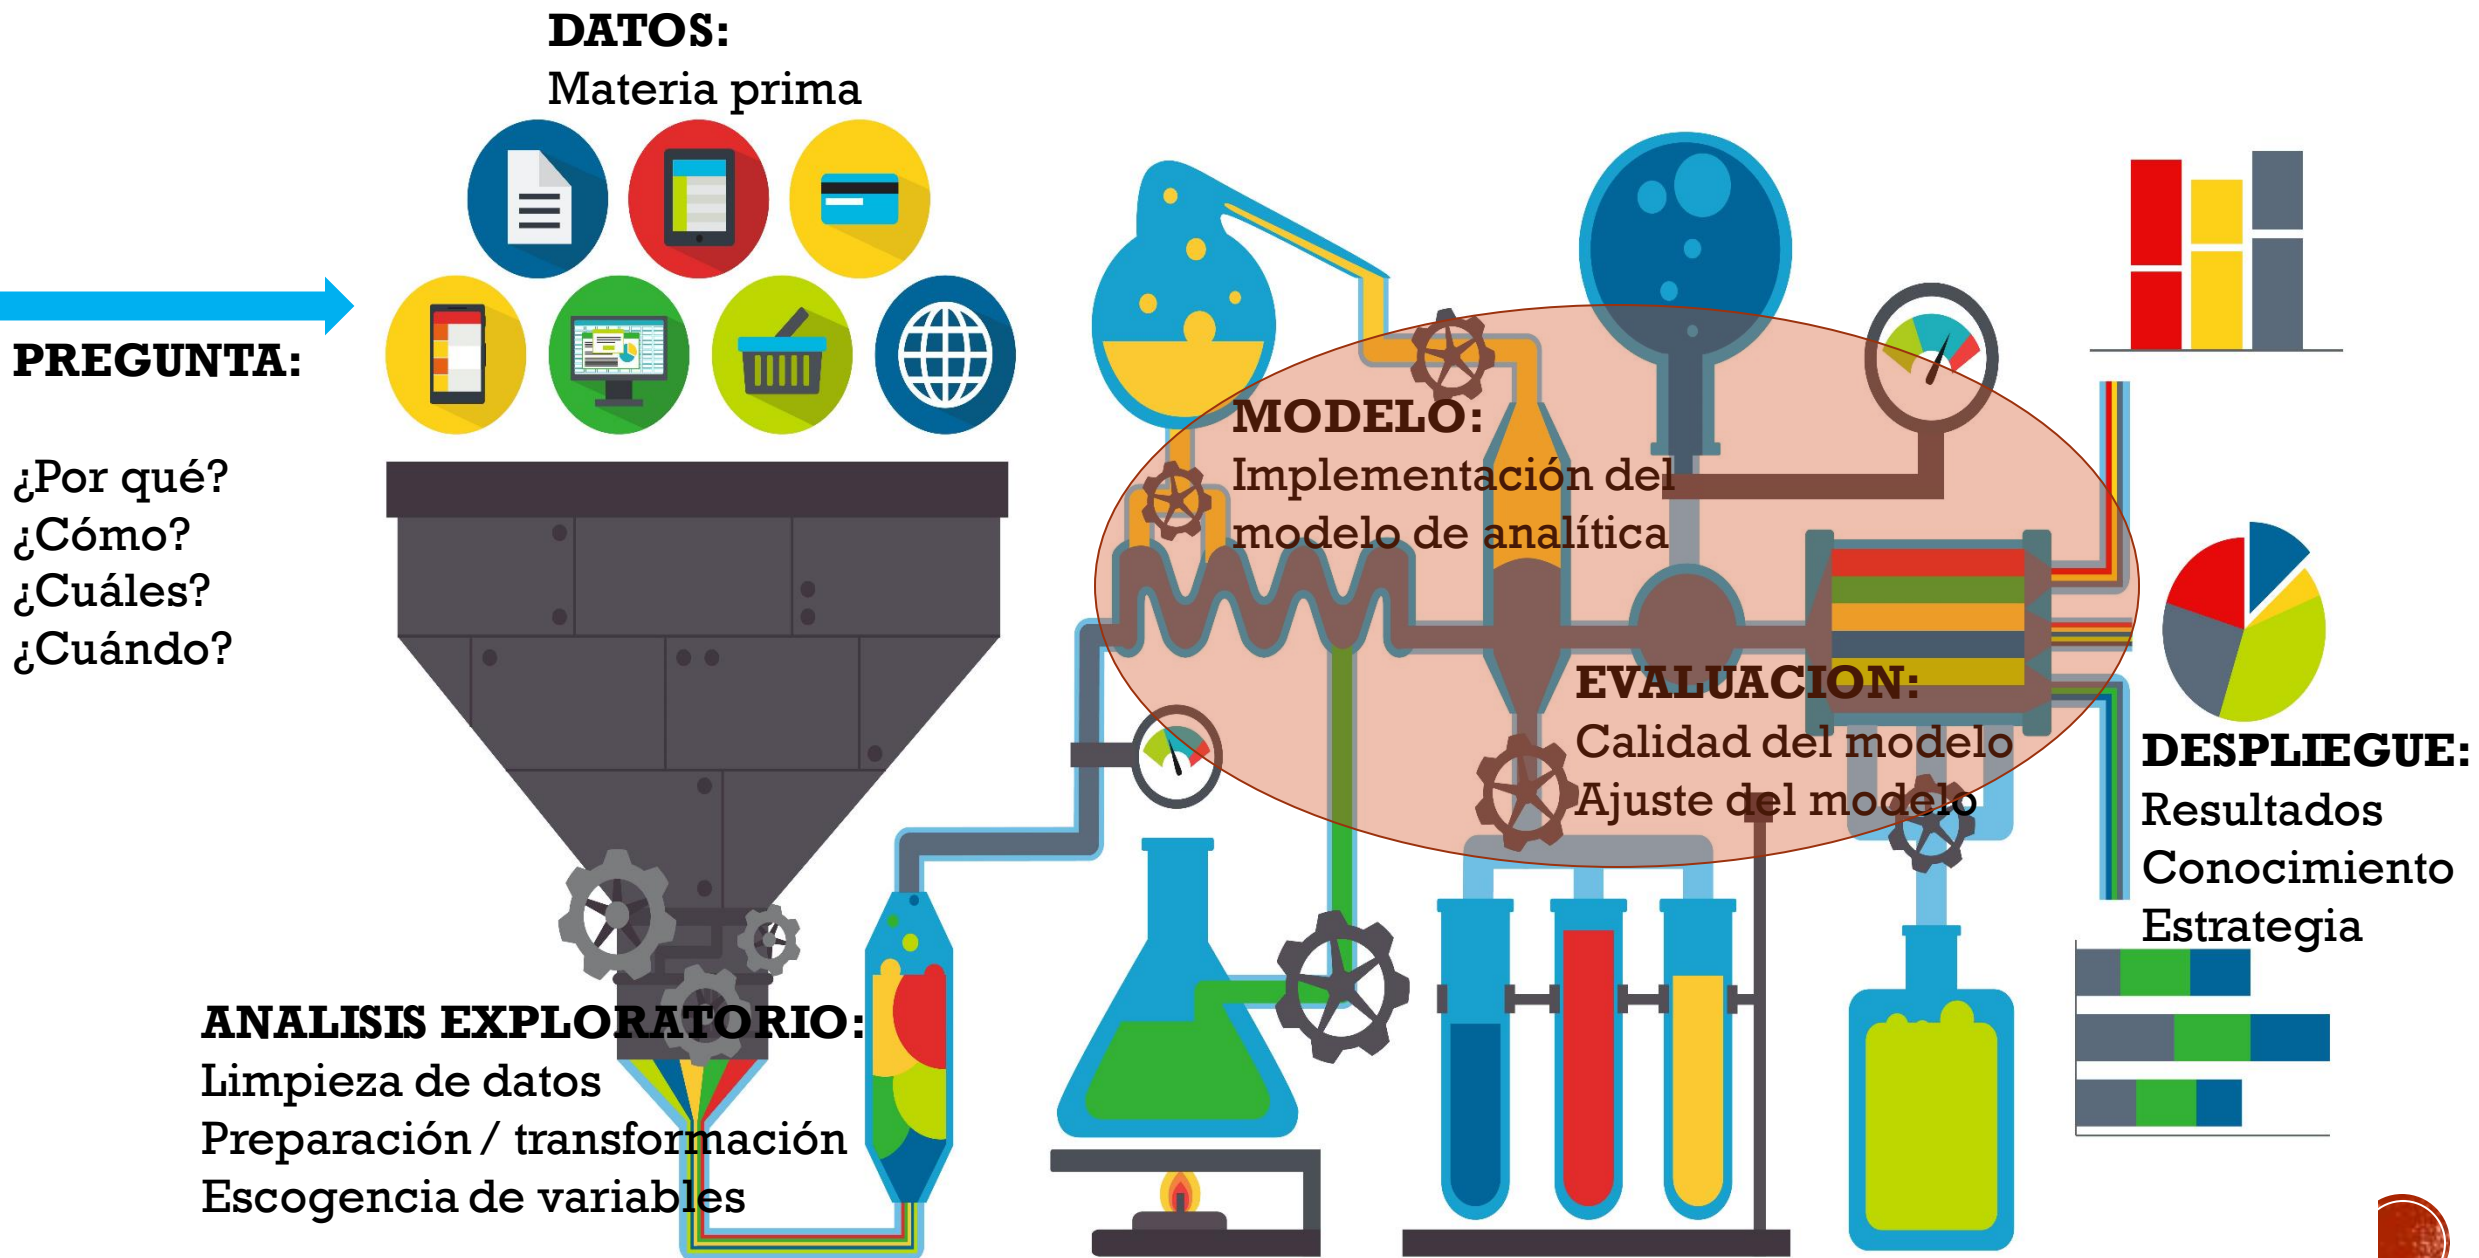 DATOS:
Materia prima
PREGUNTA:
¿Por qué?
¿Cómo?
¿Cuáles?
¿Cuándo?
MODELO:
Implementación del
modelo de analítica
EVALUACION:
Calidad del modelo
Ajuste del modelo
DESPLIEGUE:
Resultados
Conocimiento
Estrategia
ANALISIS EXPLORATORIO:
Limpieza de datos
Preparación / transformación
Escogencia de variables